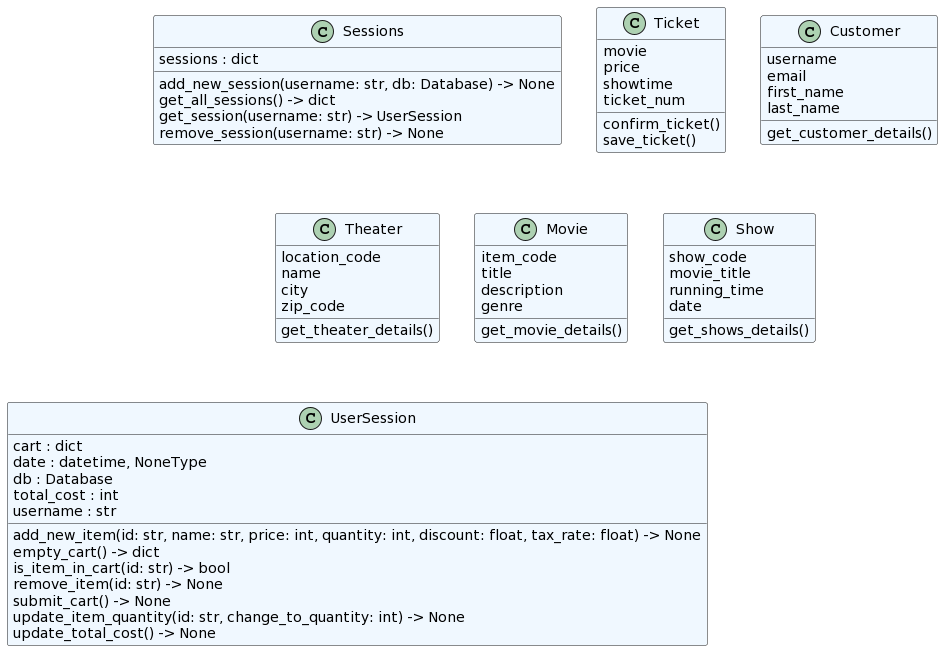 C Sessions
sessions : dict
add_new_session(username: str, db: Database) -> None
get_all_sessions() -> dict
get_session(username: str) -> UserSession
remove_session(username: str) -> None
C Ticket
movie
price
showtime
ticket_num
confirm_ticket()
save_ticket()
C Customer
username
email
first_name
last_name
get_customer_details()
C Theater
location_code
name
city
zip_code
get_theater_details()
C Movie
item_code
title
description
genre
get_movie_details()
C Show
show_code
movie_title
running_time
date
get_shows_details()
C UserSession
cart : dict
date : datetime, NoneType
db : Database
total_cost : int
username : str
add_new_item(id: str, name: str, price: int, quantity: int, discount: float, tax_rate: float) -> None
empty_cart() -> dict
is_item_in_cart(id: str) -> bool
remove_item(id: str) -> None
submit_cart() -> None
update_item_quantity(id: str, change_to_quantity: int) -> None
update_total_cost() -> None